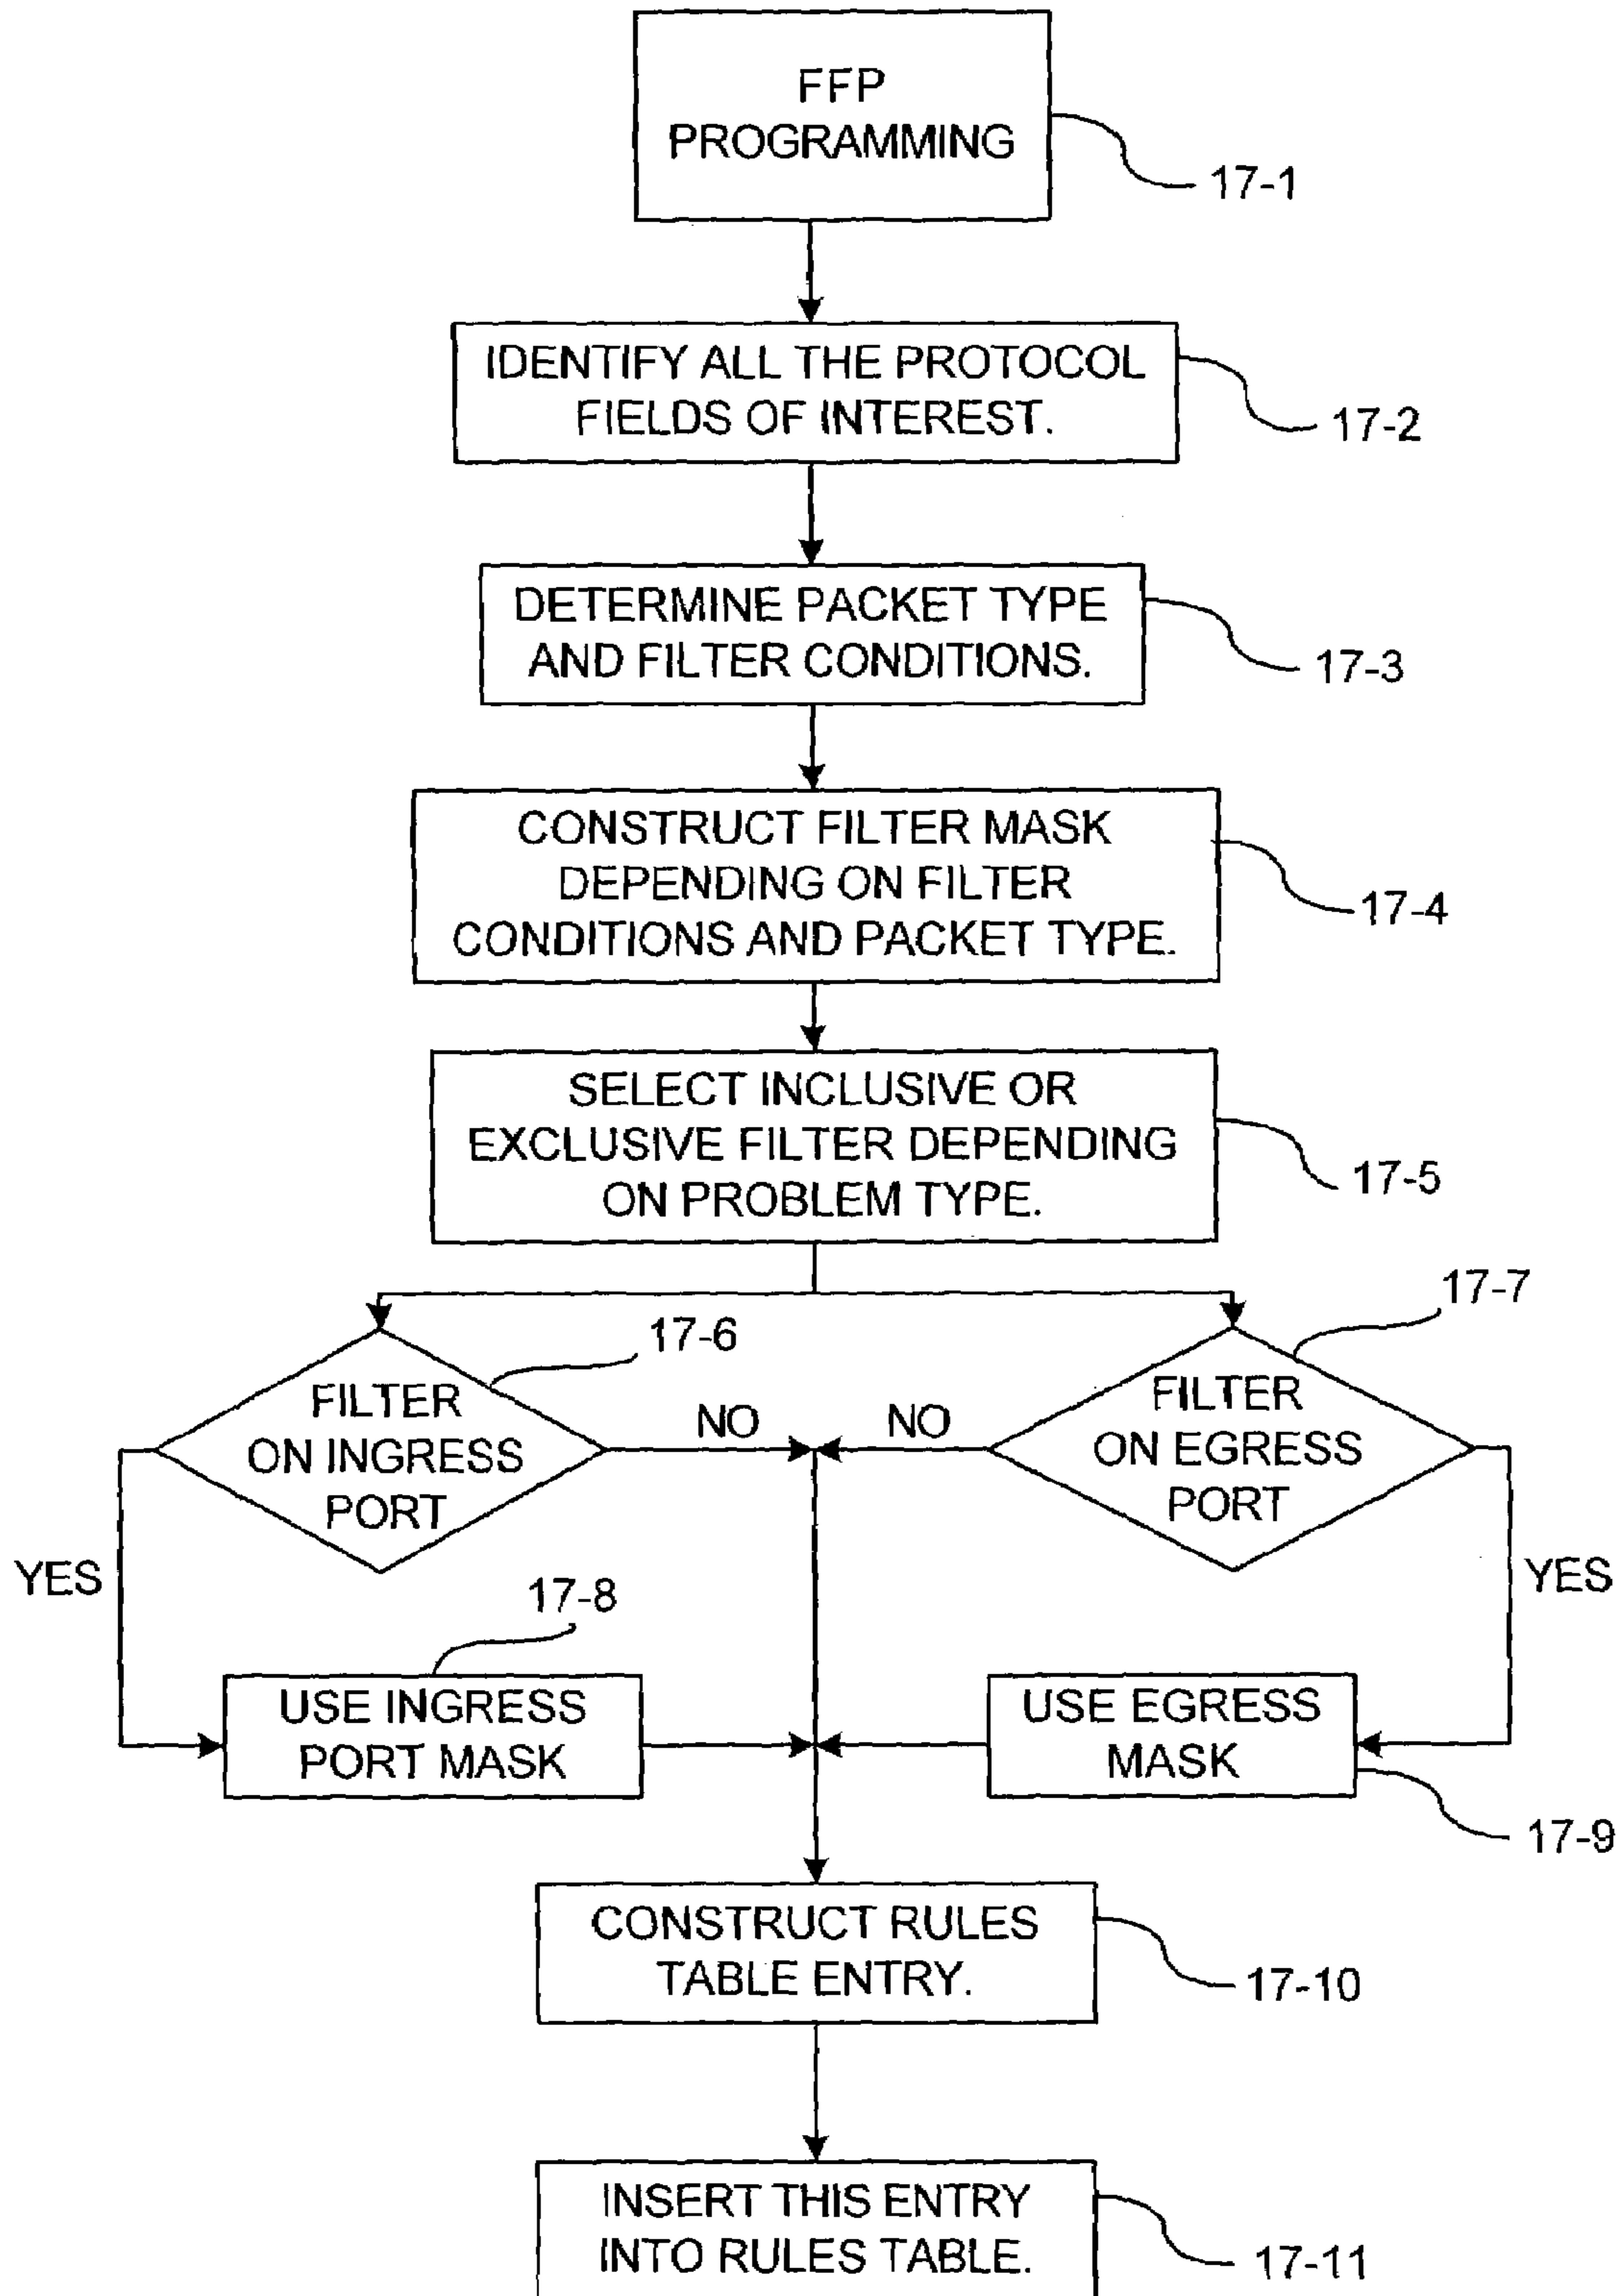 FFP
PROGRAMMING
17-1
IDENTIFY ALL THE PROTOCOL
FIELDS OF INTEREST.
17-2
DETERMINE PACKET TYPE
AND FILTER CONDITIONS.
17-3
CONSTRUCT FILTER MASK
DEPENDING ON FILTER
CONDITIONS AND PACKET TYPE.
17-4
SELECT INCLUSIVE OR
EXCLUSIVE FILTER DEPENDING
ON PROBLEM TYPE.
17-5
17-6
FILTER
ON INGRESS
PORT
NO
YES
17-7
FILTER
ON EGRESS
PORT
NO
YES
17-8
USE INGRESS
PORT MASK
USE EGRESS
MASK
17-9
CONSTRUCT RULES
TABLE ENTRY.
17-10
INSERT THIS ENTRY
INTO RULES TABLE.
17-11